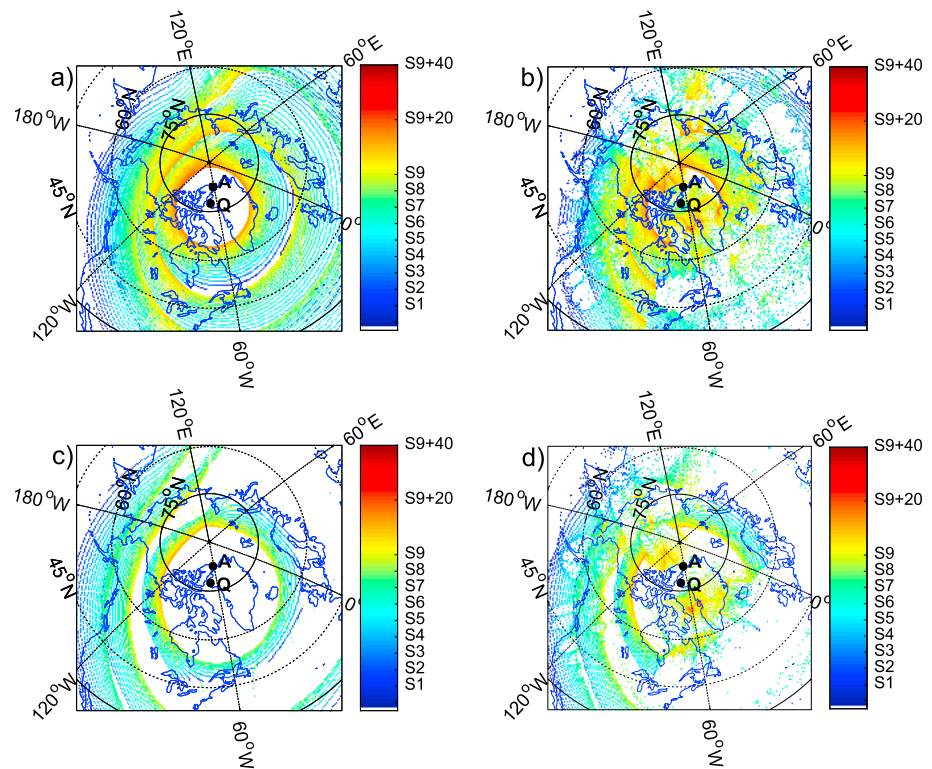 a)
120°E
60°E
180°W
60°N
75°N
45°N
A
Q
0°
120°W
60°W
S9+40
S9+20
S9
S8
S7
S6
S5
S4
S3
S2
S1
b)
120°E
60°E
180°W
60°N
75°N
45°N
A
Q
0°
120°W
60°W
S9+40
S9+20
S9
S8
S7
S6
S5
S4
S3
S2
S1
c)
120°E
60°E
180°W
60°N
75°N
45°N
A
Q
0°
120°W
60°W
S9+40
S9+20
S9
S8
S7
S6
S5
S4
S3
S2
S1
d)
120°E
60°E
180°W
60°N
75°N
45°N
A
Q
0°
120°W
60°W
S9+40
S9+20
S9
S8
S7
S6
S5
S4
S3
S2
S1